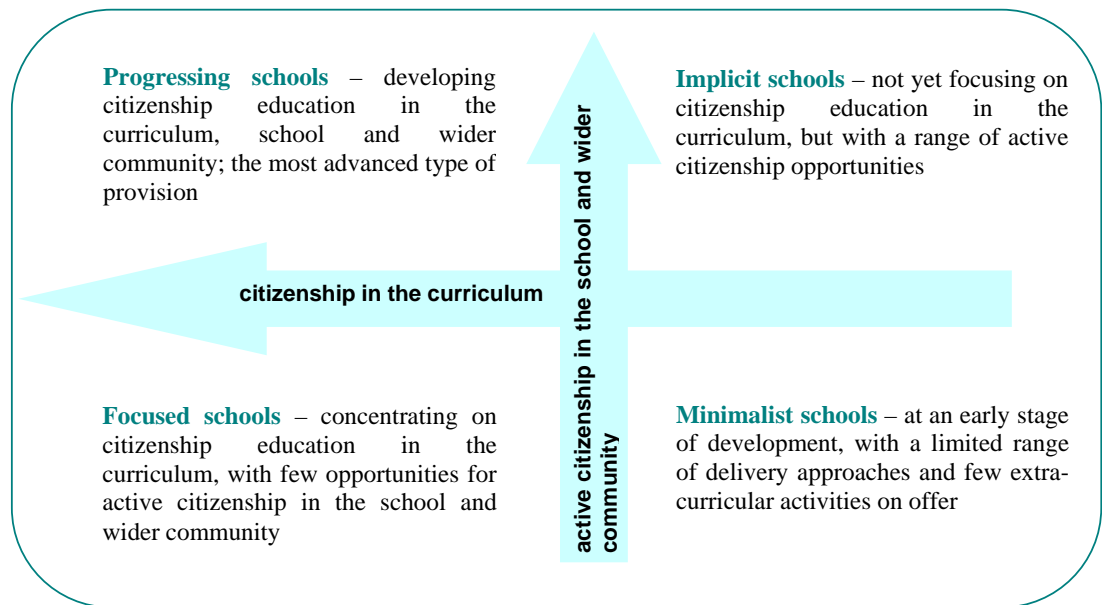 Progressing schools – developing
citizenship education in the
curriculum, school and wider
community; the most advanced type of
provision
Implicit schools – not yet focusing on
citizenship education in the
curriculum, but with a range of active
citizenship opportunities
citizenship in the curriculum
active citizenship in the school and wider
community
Focused schools – concentrating on
citizenship education in the
curriculum, with few opportunities for
active citizenship in the school and
wider community
Minimalist schools – at an early stage
of development, with a limited range
of delivery approaches and few extra-
curricular activities on offer